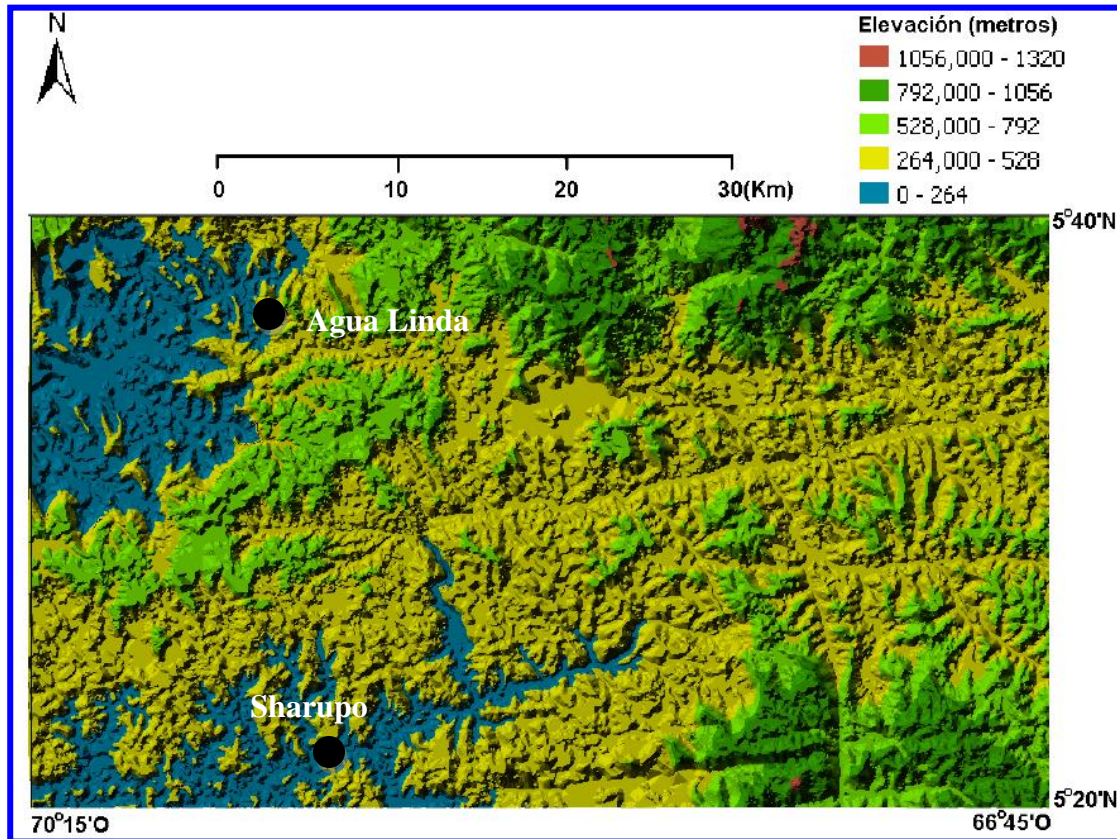 N
Elevación (metros)
1056,000 - 1320
792,000 - 1056
528,000 - 792
264,000 - 528
0 - 264
0 10 20 30(Km)
5°40'N
Agua Linda
Sharupo
5°20'N
70°15'O 66°45'O